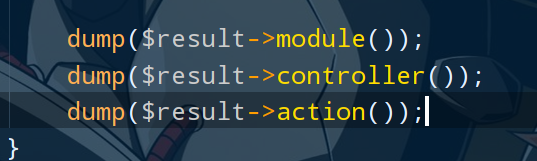 dump($result->module());
dump($result->controller());
dump($result->action());
}